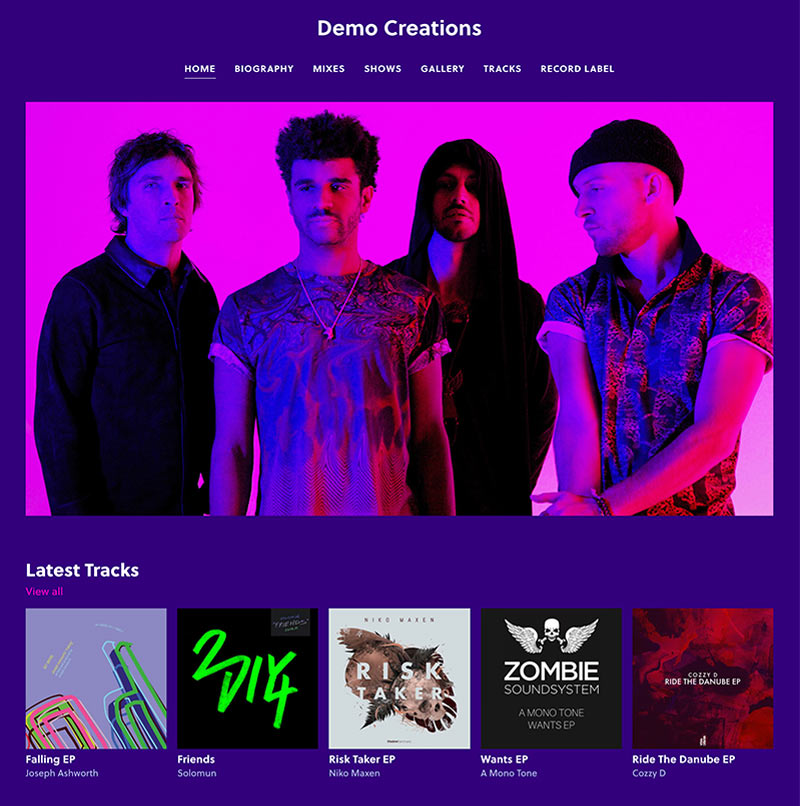 Demo Creations
HOME BIOGRAPHY MIXES SHOWS GALLERY TRACKS RECORD LABEL
Latest Tracks
View all
"FRIENDS"
NIKO MAXEN
RISK
TAKER
ZOMBIE
SOUNDSYSTEM
A MONO TONE
WANTS EP
COZZY D
RIDE THE DANUBE EP
Falling EP
Joseph Ashworth
Friends
Solomun
Risk Taker EP
Niko Maxen
Wants EP
A Mono Tone
Ride The Danube EP
Cozzy D